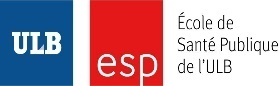 ULB
esp
École de
Santé Publique
de l'ULB